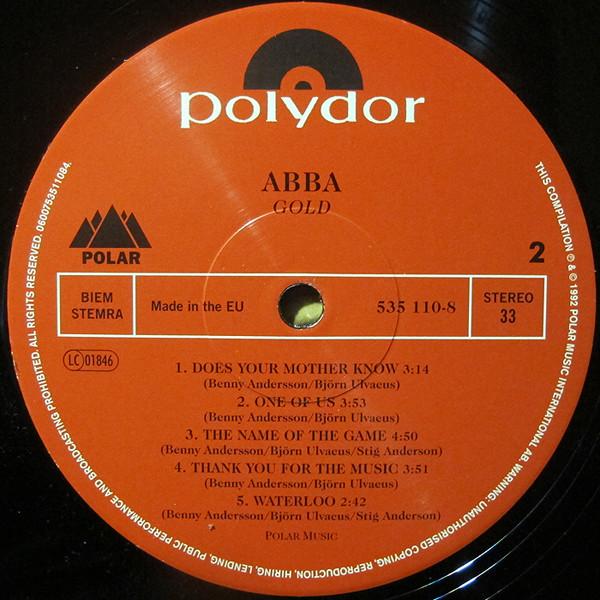 polydor
ABBA
GOLD
POLAR
2
BIEM
STEMRA
Made in the EU
535 110-8
STEREO
33
LC 01846
1. DOES YOUR MOTHER KNOW 3:14
(Benny Andersson/Björn Ulvaeus)
2. ONE OF US 3:53
(Benny Andersson/Björn Ulvaeus)
3. THE NAME OF THE GAME 4:50
(Benny Andersson/Björn Ulvaeus/Stig Anderson)
4. THANK YOU FOR THE MUSIC 3:51
(Benny Andersson/Björn Ulvaeus)
5. WATERLOO 2:42
(Benny Andersson/Björn Ulvaeus/Stig Anderson)
POLAR MUSIC
THIS COMPILATION ℗ & © 1992 POLAR MUSIC INTERNATIONAL AB. WARNING: UNAUTHORISED COPYING, REPRODUCTION, HIRING, LENDING, PUBLIC PERFORMANCE AND BROADCASTING PROHIBITED. ALL RIGHTS RESERVED. 0600753511084.